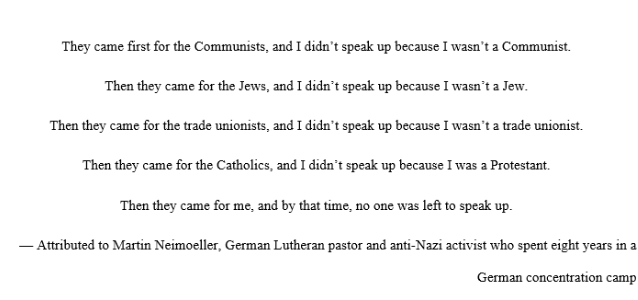 They came first for the Communists, and I didn't speak up because I wasn't a Communist.
Then they came for the Jews, and I didn't speak up because I wasn't a Jew.
Then they came for the trade unionists, and I didn't speak up because I wasn't a trade unionist.
Then they came for the Catholics, and I didn't speak up because I was a Protestant.
Then they came for me, and by that time, no one was left to speak up.
— Attributed to Martin Neimoeller, German Lutheran pastor and anti-Nazi activist who spent eight years in a
German concentration camp